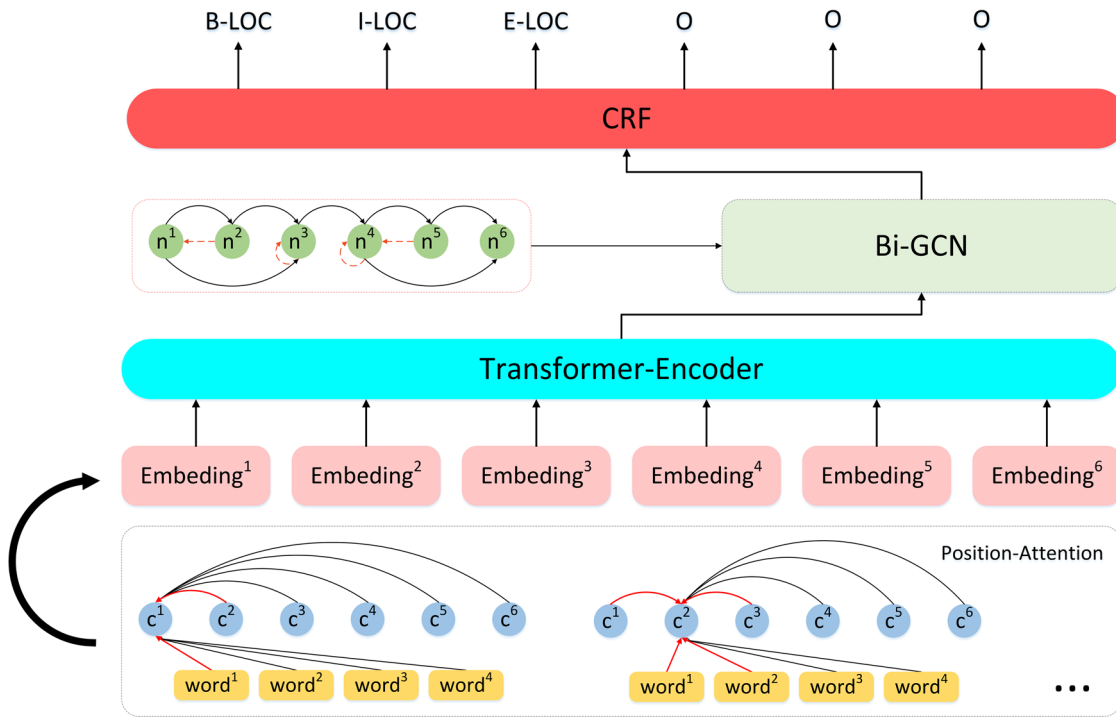 B-LOC I-LOC E-LOC O O O
CRF
n¹ n² n³ n⁴ n⁵ n⁶
Bi-GCN
Transformer-Encoder
Embeding¹ Embeding² Embeding³ Embeding⁴ Embeding⁵ Embeding⁶
Position-Attention
c¹ c² c³ c⁴ c⁵ c⁶ c¹ c² c³ c⁴ c⁵ c⁶
word¹ word² word³ word⁴ word¹ word² word³ word⁴ ...